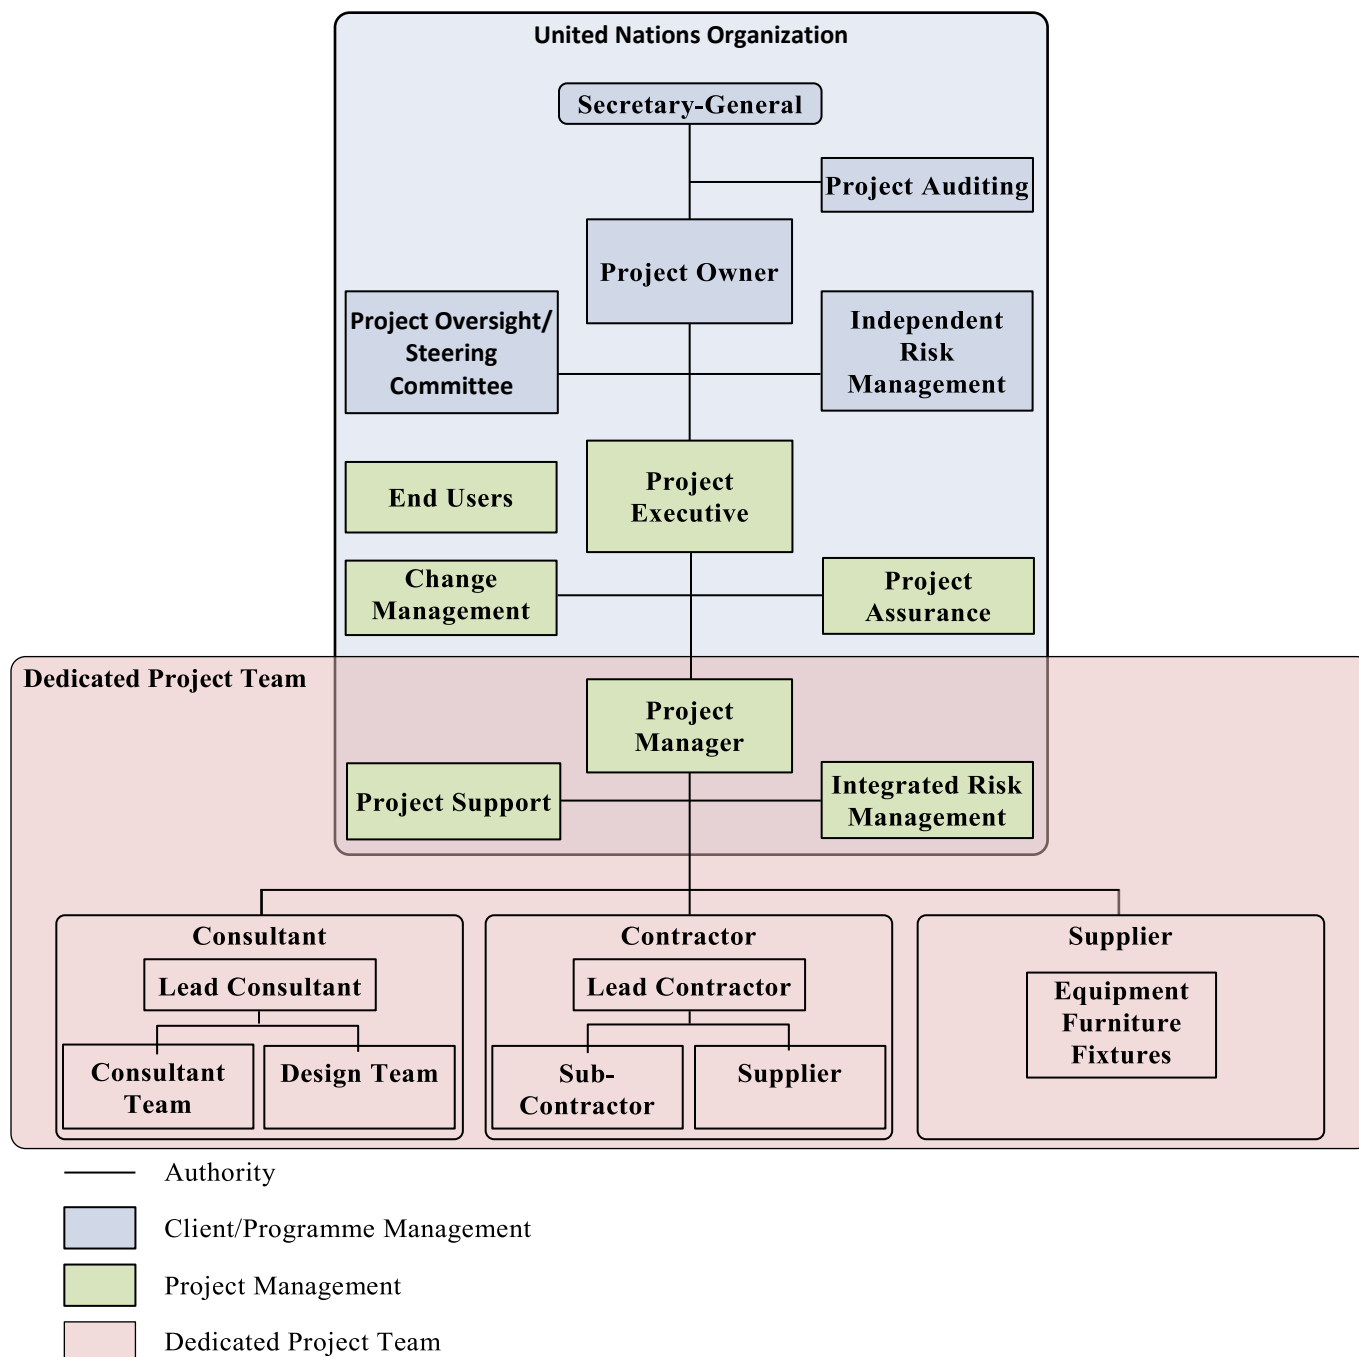 United Nations Organization
Secretary-General
Project Auditing
Project Owner
Project Oversight/
Steering
Committee
Independent
Risk
Management
End Users
Project
Executive
Change
Management
Project
Assurance
Dedicated Project Team
Project
Manager
Project Support
Integrated Risk
Management
Consultant
Lead Consultant
Consultant
Team
Design Team
Contractor
Lead Contractor
Sub-
Contractor
Supplier
Supplier
Equipment
Furniture
Fixtures
Authority
Client/Programme Management
Project Management
Dedicated Project Team